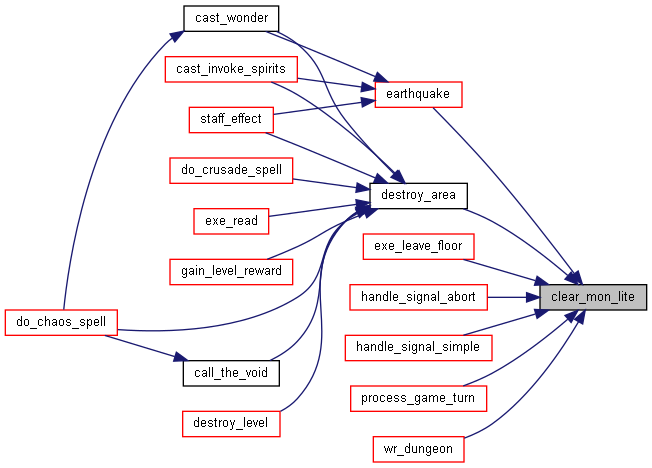 cast_wonder
cast_invoke_spirits
earthquake
staff_effect
do_crusade_spell
destroy_area
exe_read
exe_leave_floor
gain_level_reward
handle_signal_abort
clear_mon_lite
do_chaos_spell
handle_signal_simple
call_the_void
process_game_turn
destroy_level
wr_dungeon